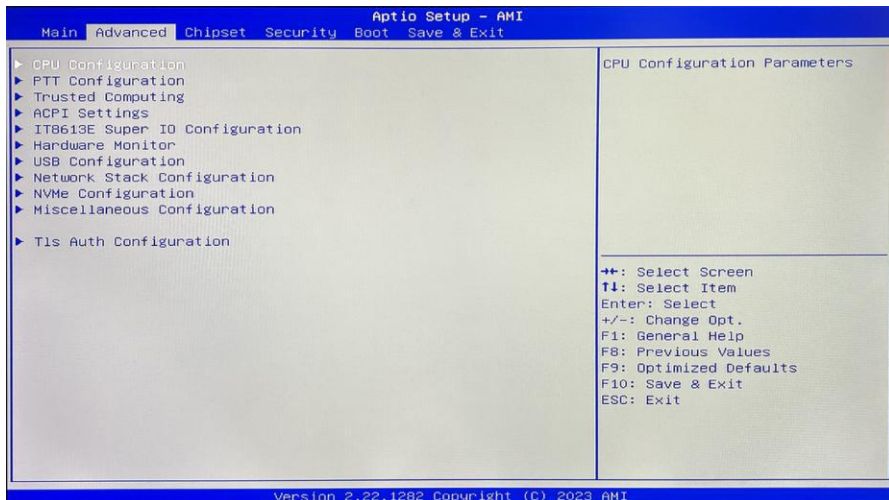 Aptio Setup – AMI
Main Advanced Chipset Security Boot Save & Exit
▶ CPU Configuration
▶ PTT Configuration
▶ Trusted Computing
▶ ACPI Settings
▶ IT8613E Super IO Configuration
▶ Hardware Monitor
▶ USB Configuration
▶ Network Stack Configuration
▶ NVMe Configuration
▶ Miscellaneous Configuration
▶ Tls Auth Configuration
CPU Configuration Parameters
→←: Select Screen
↑↓: Select Item
Enter: Select
+/-: Change Opt.
F1: General Help
F8: Previous Values
F9: Optimized Defaults
F10: Save & Exit
ESC: Exit
Version 2.22.1282 Copyright (C) 2023 AMI